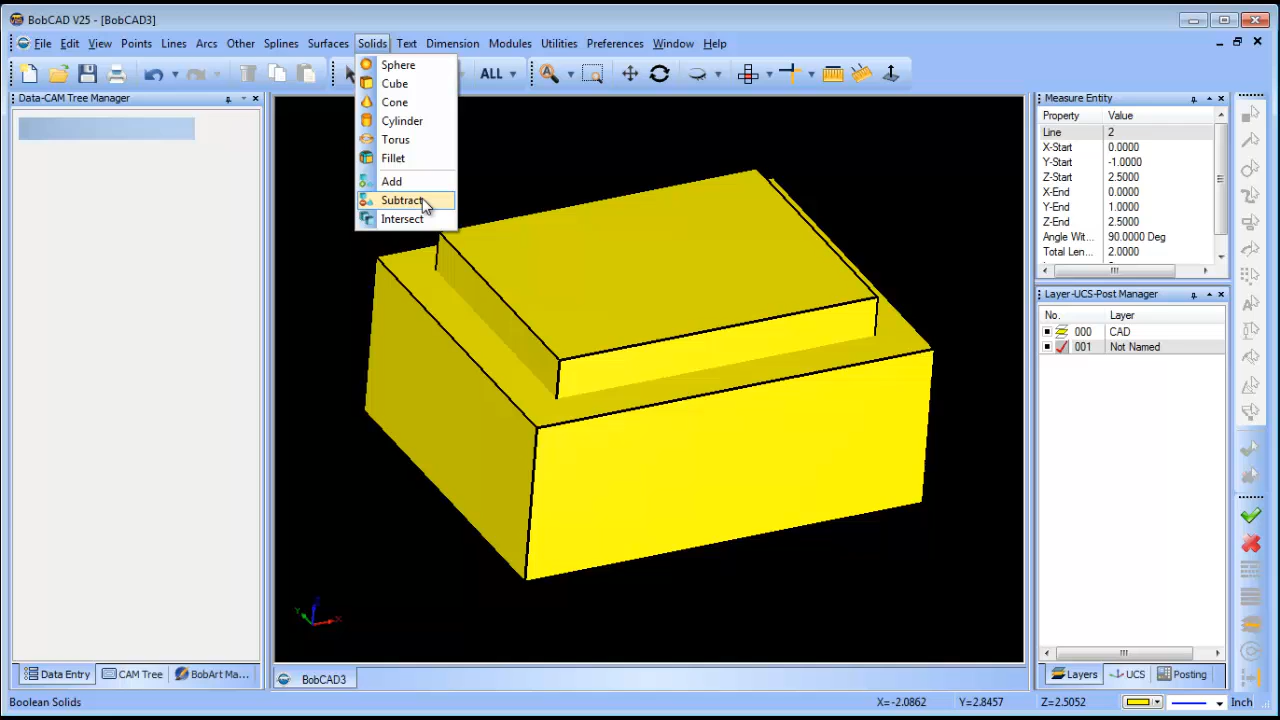 BobCAD V25 - [BobCAD3]
File Edit View Points Lines Arcs Other Splines Surfaces Solids Text Dimension Modules Utilities Preferences Window Help
ALL
Sphere
Cube
Cone
Cylinder
Torus
Fillet
Add
Subtract
Intersect
Data-CAM Tree Manager
Measure Entity
Property Value
Line 2
X-Start 0.0000
Y-Start -1.0000
Z-Start 2.5000
X-End 0.0000
Y-End 1.0000
Z-End 2.5000
Angle Wit... 90.0000 Deg
Total Len... 2.0000
Layer-UCS-Post Manager
No. Layer
000 CAD
001 Not Named
Z
Y
X
Data Entry CAM Tree BobArt Ma...
BobCAD3
Layers UCS Posting
Boolean Solids
X=-2.0862 Y=2.8457 Z=2.5052 Inch